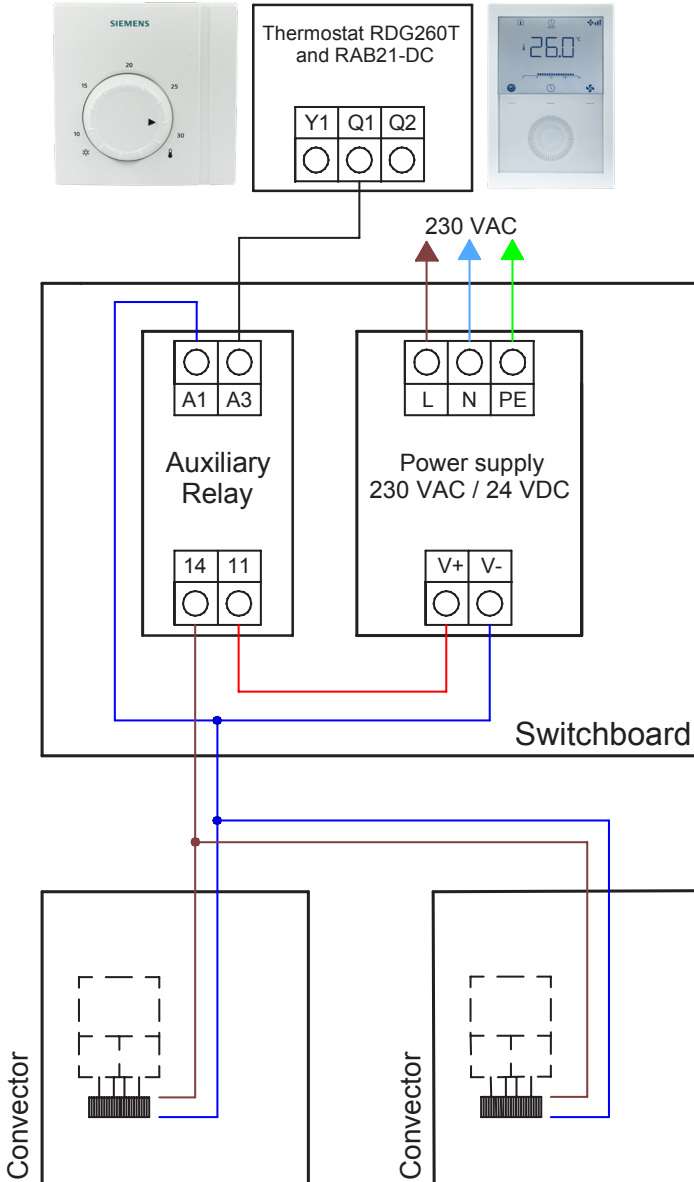 SIEMENS
20
15
25
10
30
Thermostat RDG260T
and RAB21-DC
Y1 Q1 Q2
26.0°C
230 VAC
A1 A3
L N PE
Auxiliary
Relay
Power supply
230 VAC / 24 VDC
14 11
V+ V-
Switchboard
Convector
Convector